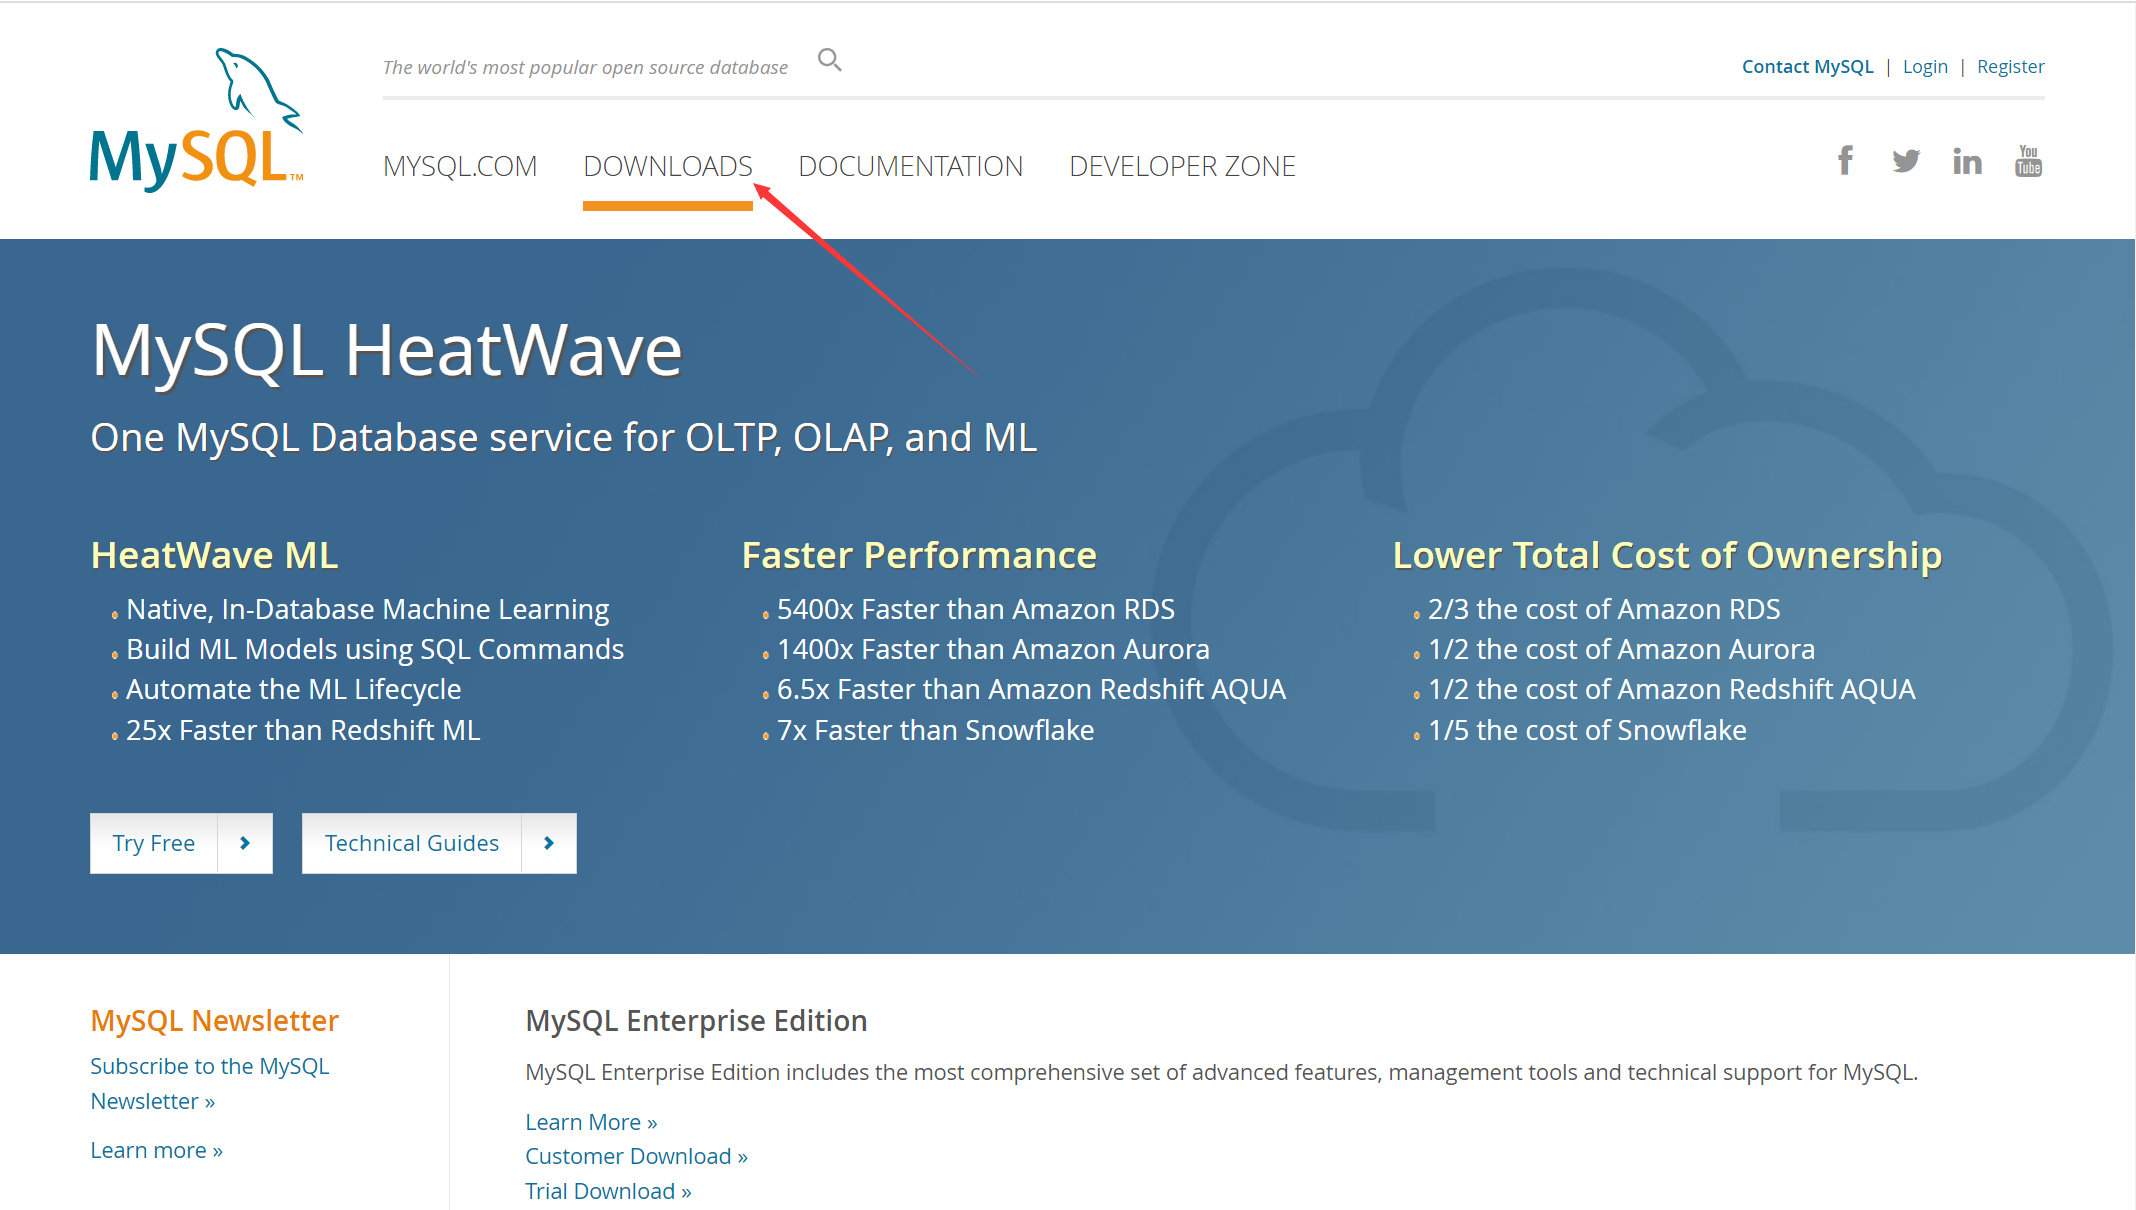 The world's most popular open source database
Contact MySQL | Login | Register
MySQL™
MYSQL.COM DOWNLOADS DOCUMENTATION DEVELOPER ZONE
You
Tube
MySQL HeatWave
One MySQL Database service for OLTP, OLAP, and ML
HeatWave ML
Native, In-Database Machine Learning
Build ML Models using SQL Commands
Automate the ML Lifecycle
25x Faster than Redshift ML
Faster Performance
5400x Faster than Amazon RDS
1400x Faster than Amazon Aurora
6.5x Faster than Amazon Redshift AQUA
7x Faster than Snowflake
Lower Total Cost of Ownership
2/3 the cost of Amazon RDS
1/2 the cost of Amazon Aurora
1/2 the cost of Amazon Redshift AQUA
1/5 the cost of Snowflake
Try Free
Technical Guides
MySQL Newsletter
Subscribe to the MySQL
Newsletter »
Learn more »
MySQL Enterprise Edition
MySQL Enterprise Edition includes the most comprehensive set of advanced features, management tools and technical support for MySQL.
Learn More »
Customer Download »
Trial Download »